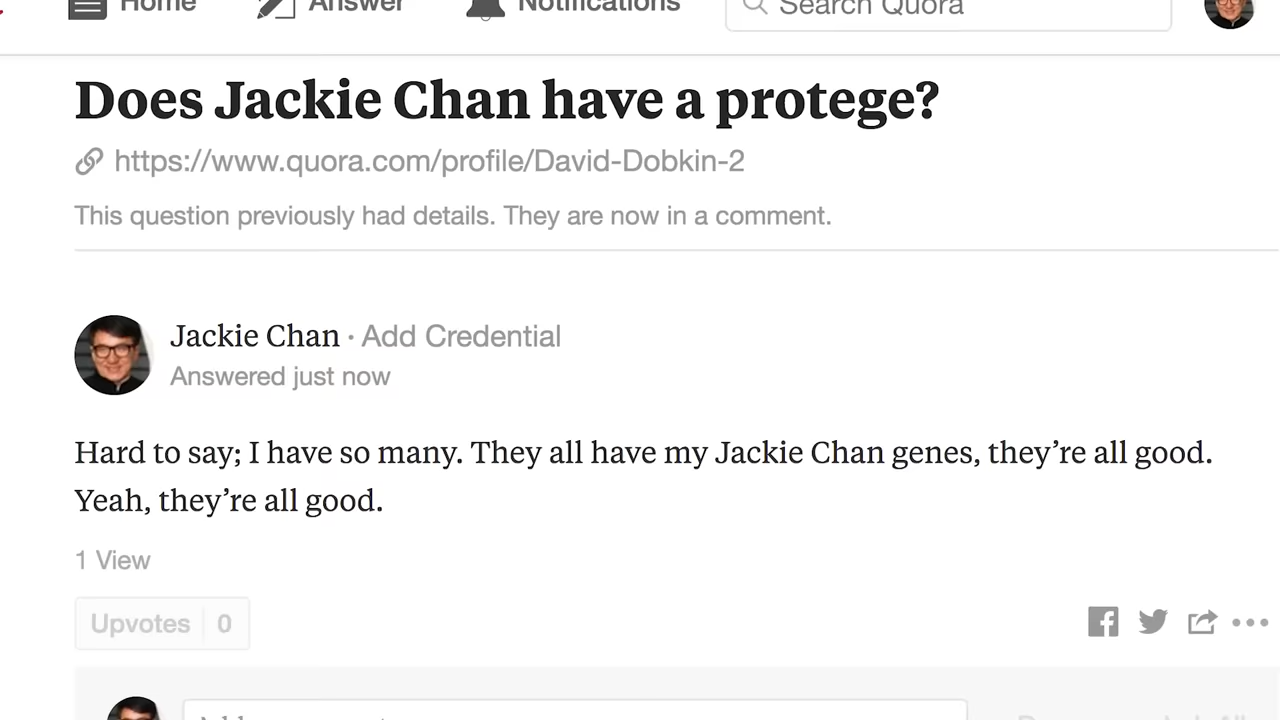 Home Answer Notifications Search Quora
Does Jackie Chan have a protege?
https://www.quora.com/profile/David-Dobkin-2
This question previously had details. They are now in a comment.
Jackie Chan · Add Credential
Answered just now
Hard to say; I have so many. They all have my Jackie Chan genes, they’re all good.
Yeah, they’re all good.
1 View
Upvotes 0